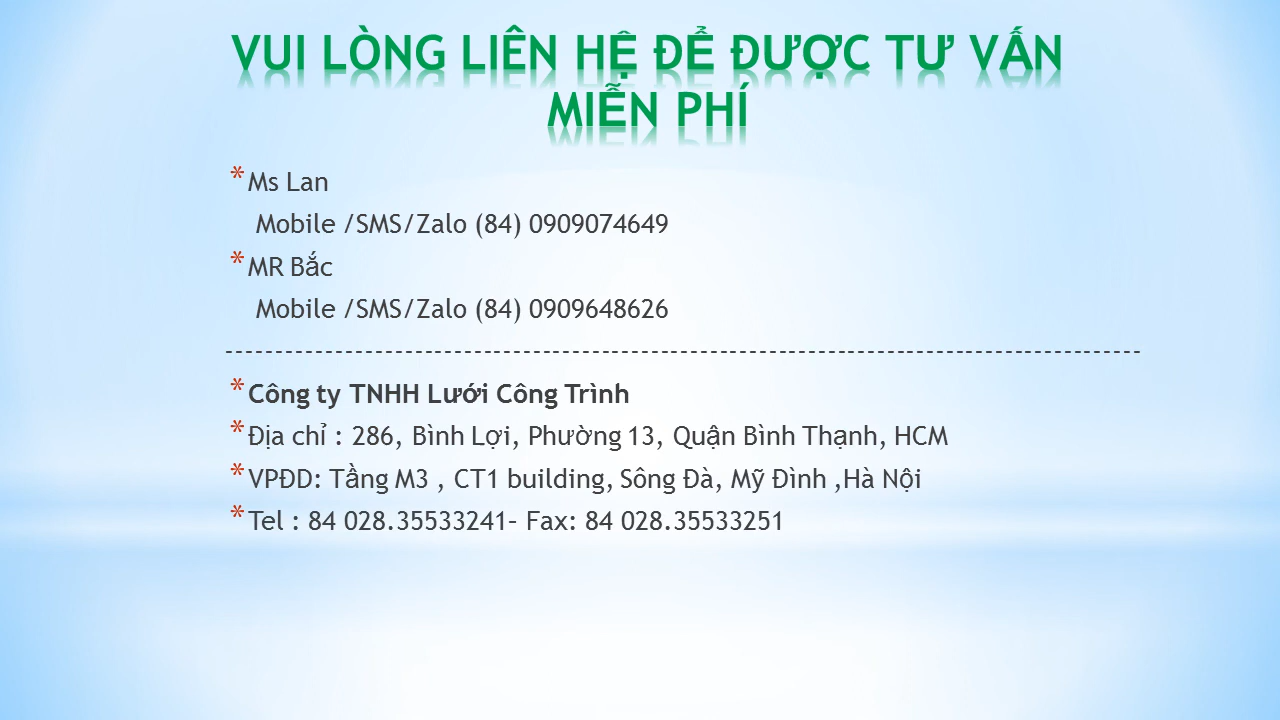 VUI LÒNG LIÊN HỆ ĐỂ ĐƯỢC TƯ VẤN
MIỄN PHÍ
* Ms Lan
Mobile /SMS/Zalo (84) 0909074649
* MR Bắc
Mobile /SMS/Zalo (84) 0909648626
--------------------------------------------------------------------------------------------
* Công ty TNHH Lưới Công Trình
* Địa chỉ : 286, Bình Lợi, Phường 13, Quận Bình Thạnh, HCM
* VPĐD: Tầng M3 , CT1 building, Sông Đà, Mỹ Đình ,Hà Nội
* Tel : 84 028.35533241– Fax: 84 028.35533251